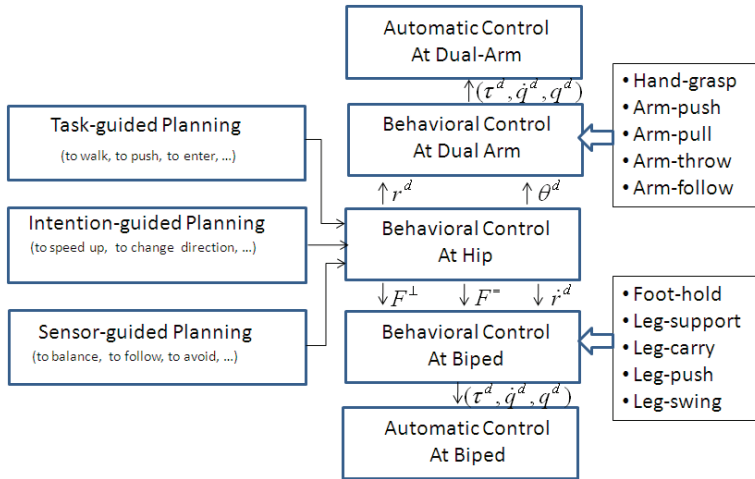 Automatic Control
At Dual-Arm
↑(τ^d, q̇^d, q^d)
• Hand-grasp
• Arm-push
• Arm-pull
• Arm-throw
• Arm-follow
Task-guided Planning
(to walk, to push, to enter, ...)
Behavioral Control
At Dual Arm
↑ r^d ↑ θ^d
Intention-guided Planning
(to speed up, to change direction, ...)
Behavioral Control
At Hip
↓ F^⊥ ↓ F^= ↓ ṙ^d
Sensor-guided Planning
(to balance, to follow, to avoid, ...)
Behavioral Control
At Biped
• Foot-hold
• Leg-support
• Leg-carry
• Leg-push
• Leg-swing
↓(τ^d, q̇^d, q^d)
Automatic Control
At Biped